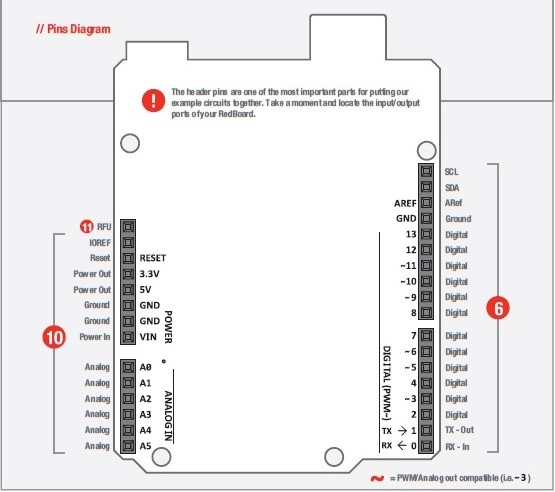 // Pins Diagram
! The header pins are one of the most important parts for putting our
example circuits together. Take a moment and locate the input/output
ports of your RedBoard.
11 RFU
IOREF
Reset RESET
Power Out 3.3V
Power Out 5V
Ground GND
Ground GND
Power In VIN
POWER
10
Analog A0
Analog A1
Analog A2
Analog A3
Analog A4
Analog A5
ANALOG IN
SCL
SDA
AREF ARef
GND Ground
13 Digital
12 Digital
~11 Digital
~10 Digital
~9 Digital
8 Digital
7 Digital
~6 Digital
~5 Digital
4 Digital
~3 Digital
2 Digital
TX → 1 TX - Out
RX ← 0 RX - In
DIGITAL (PWM~)
6
~ = PWM/Analog out compatible (i.e. ~3 )